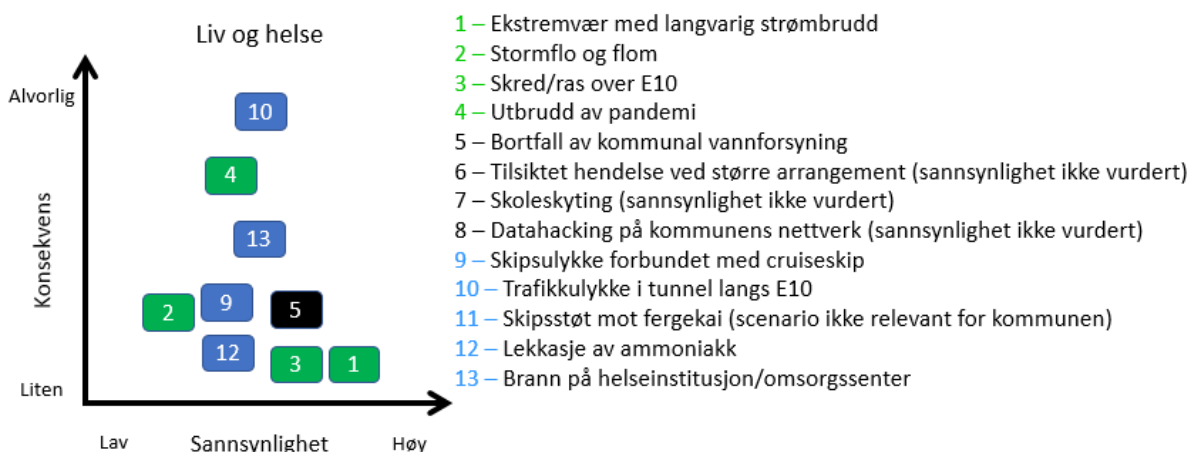 Liv og helse
Alvorlig
Konsekvens
Liten
10
4
13
2
9
5
12
3
1
Lav
Sannsynlighet
Høy
1 – Ekstremvær med langvarig strømbrudd
2 – Stormflo og flom
3 – Skred/ras over E10
4 – Utbrudd av pandemi
5 – Bortfall av kommunal vannforsyning
6 – Tilsiktet hendelse ved større arrangement (sannsynlighet ikke vurdert)
7 – Skoleskyting (sannsynlighet ikke vurdert)
8 – Datahacking på kommunens nettverk (sannsynlighet ikke vurdert)
9 – Skipsulykke forbundet med cruiseskip
10 – Trafikkulykke i tunnel langs E10
11 – Skipsstøt mot fergekai (scenario ikke relevant for kommunen)
12 – Lekkasje av ammoniakk
13 – Brann på helseinstitusjon/omsorgssenter